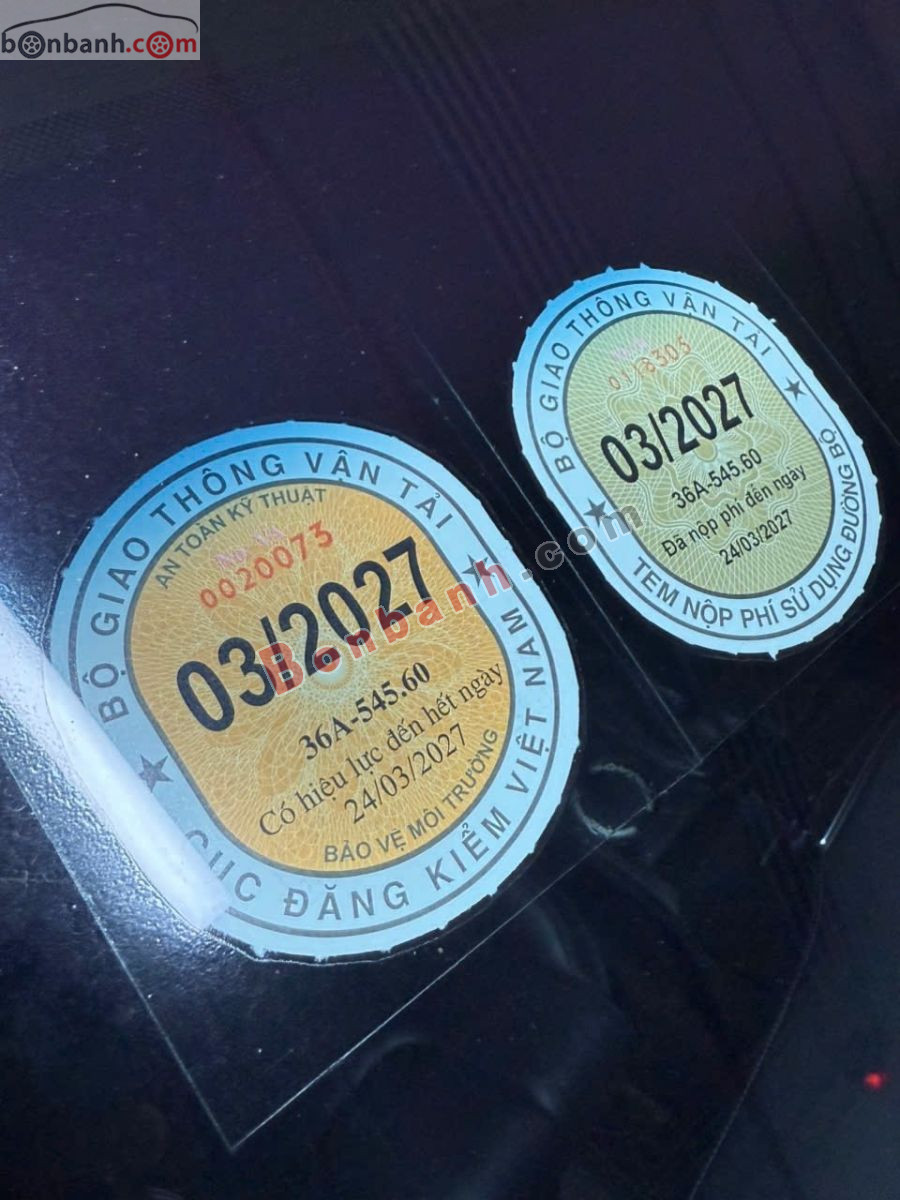 bonbanh.com
BỘ GIAO THÔNG VẬN TẢI
AN TOÀN KỸ THUẬT
0020073
03/2027
36A-545.60
Có hiệu lực đến hết ngày
24/03/2027
BẢO VỆ MÔI TRƯỜNG
CỤC ĐĂNG KIỂM VIỆT NAM
BỘ GIAO THÔNG VẬN TẢI
0118305
03/2027
36A-545.60
Đã nộp phí đến ngày
24/03/2027
TEM NỘP PHÍ SỬ DỤNG ĐƯỜNG BỘ
Bonbanh.com